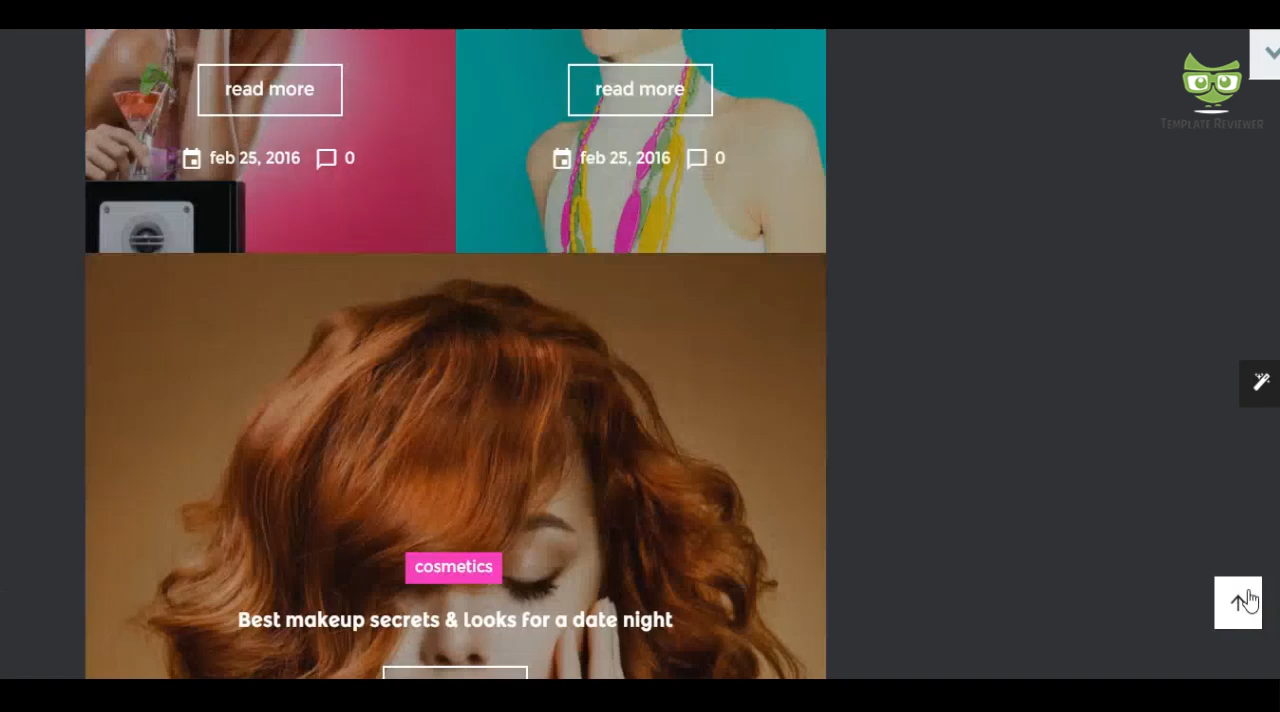 read more
read more
feb 25, 2016 0
feb 25, 2016 0
Template Reviewer
cosmetics
Best makeup secrets & Looks for a date night